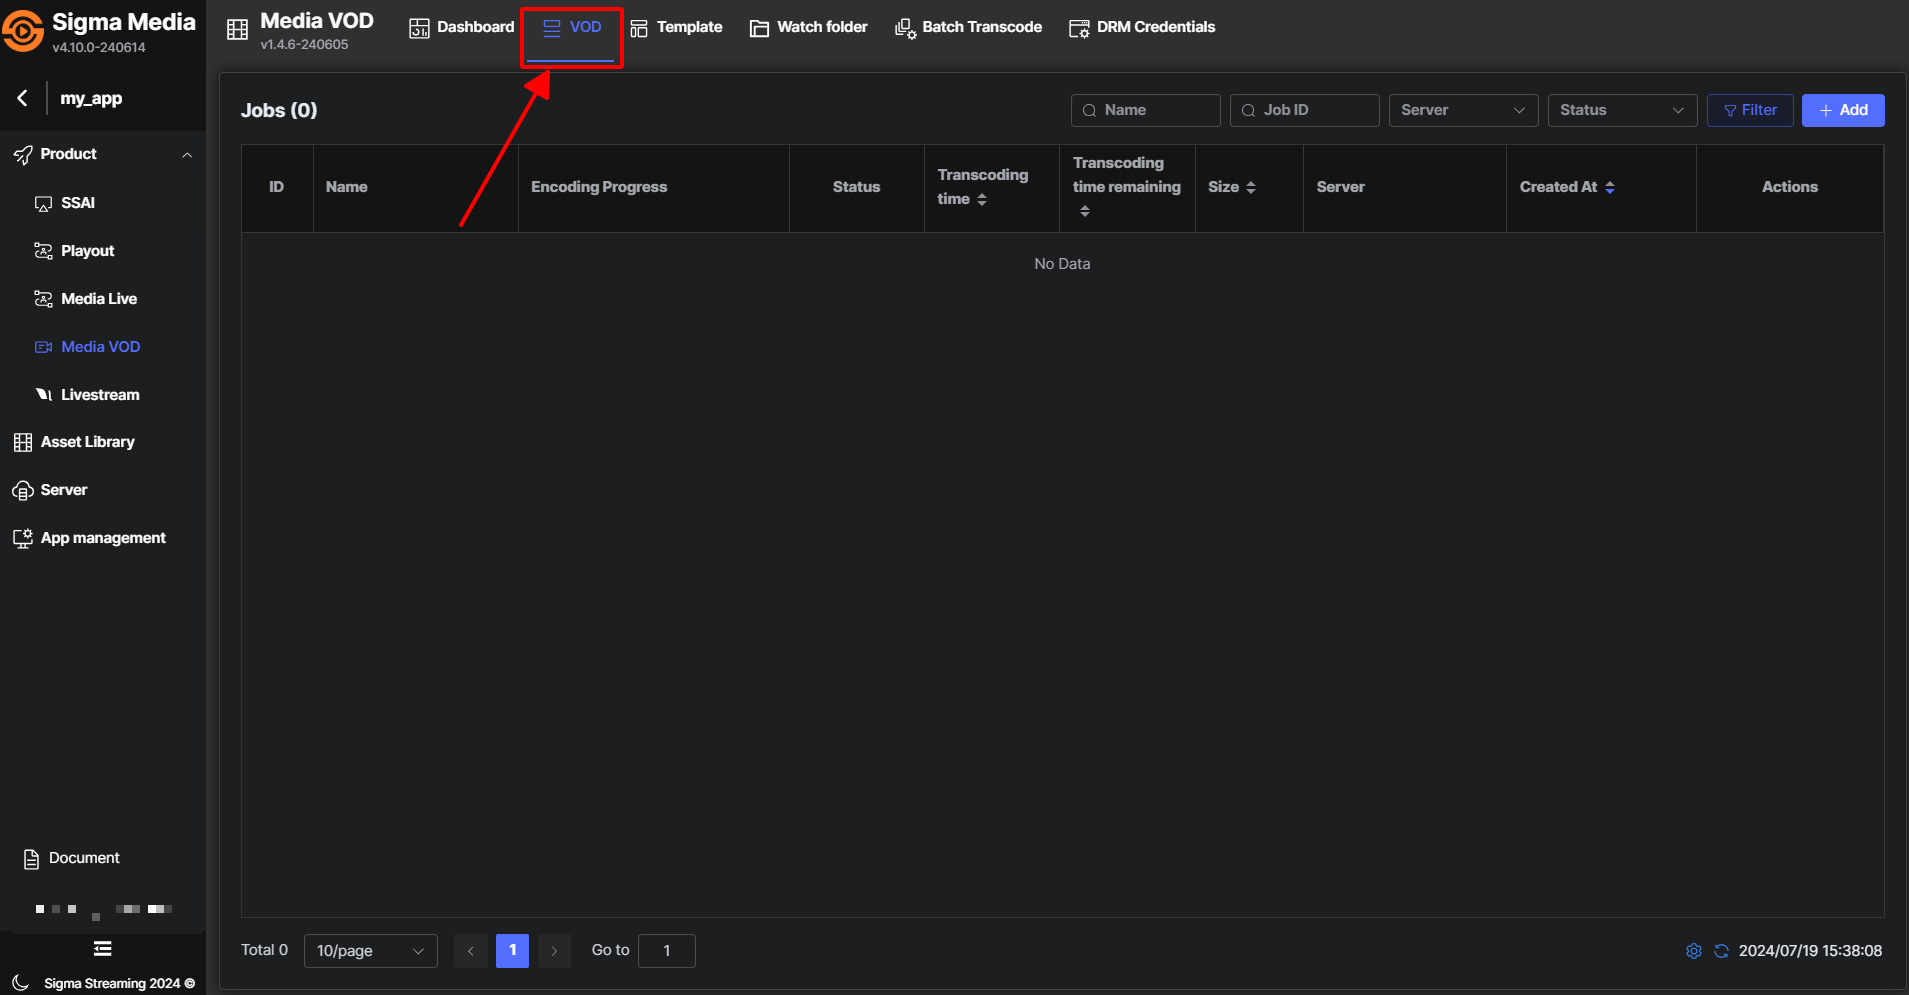 Sigma Media
v4.10.0-240614
my_app
Product
SSAI
Playout
Media Live
Media VOD
Livestream
Asset Library
Server
App management
Document
Sigma Streaming 2024 ©
Media VOD
v1.4.6-240605
Dashboard
VOD
Template
Watch folder
Batch Transcode
DRM Credentials
Jobs (0)
Name
Job ID
Server
Status
Filter
+ Add
ID
Name
Encoding Progress
Status
Transcoding
time
Transcoding
time remaining
Size
Server
Created At
Actions
No Data
Total 0
10/page
1
Go to
1
2024/07/19 15:38:08